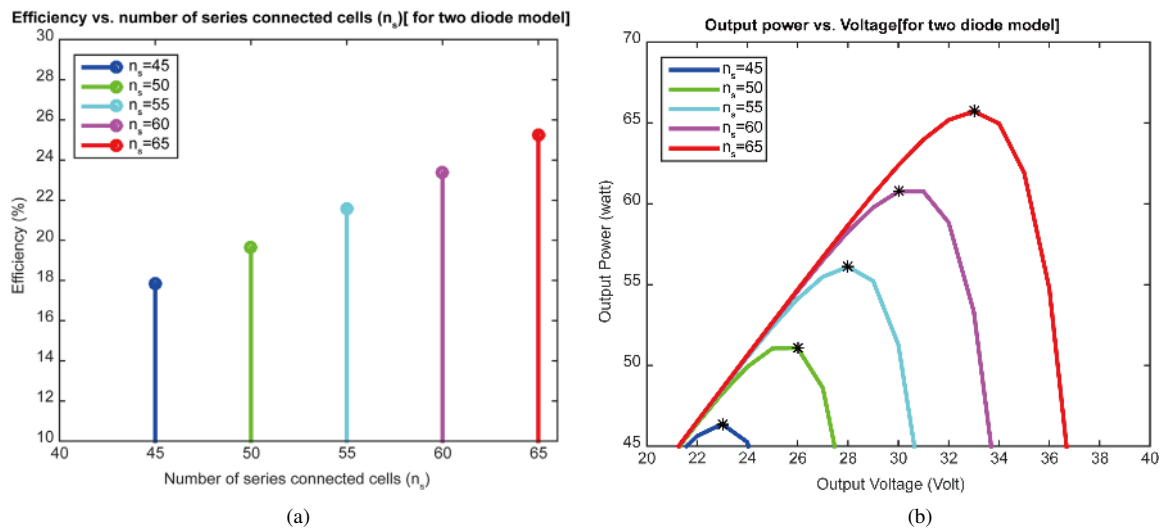 Efficiency vs. number of series connected cells (ns)[ for two diode model]
30
28
26
24
22
20
18
16
14
12
10
Efficiency (%)
ns=45
ns=50
ns=55
ns=60
ns=65
40
45
50
55
60
65
Number of series connected cells (ns)
(a)
Output power vs. Voltage[for two diode model]
70
65
60
55
50
45
Output Power (watt)
ns=45
ns=50
ns=55
ns=60
ns=65
20
22
24
26
28
30
32
34
36
38
40
Output Voltage (Volt)
(b)